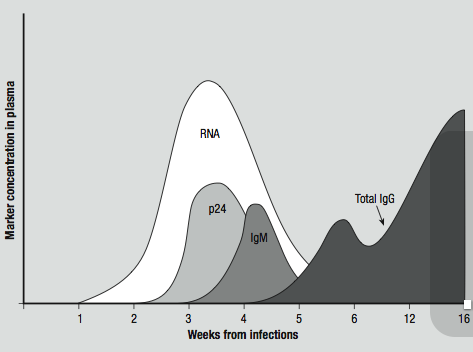 Marker concentration in plasma
RNA
p24
IgM
Total IgG
1 2 3 4 5 6 12 16
Weeks from infections